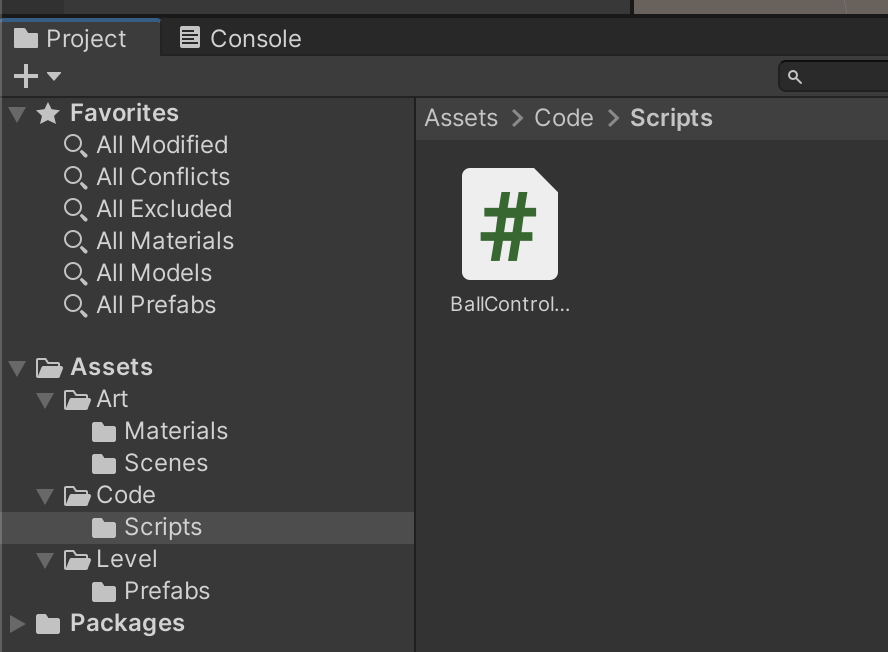 Project
Console
Favorites
All Modified
All Conflicts
All Excluded
All Materials
All Models
All Prefabs
Assets
Art
Materials
Scenes
Code
Scripts
Level
Prefabs
Packages
Assets > Code > Scripts
#
BallControl...